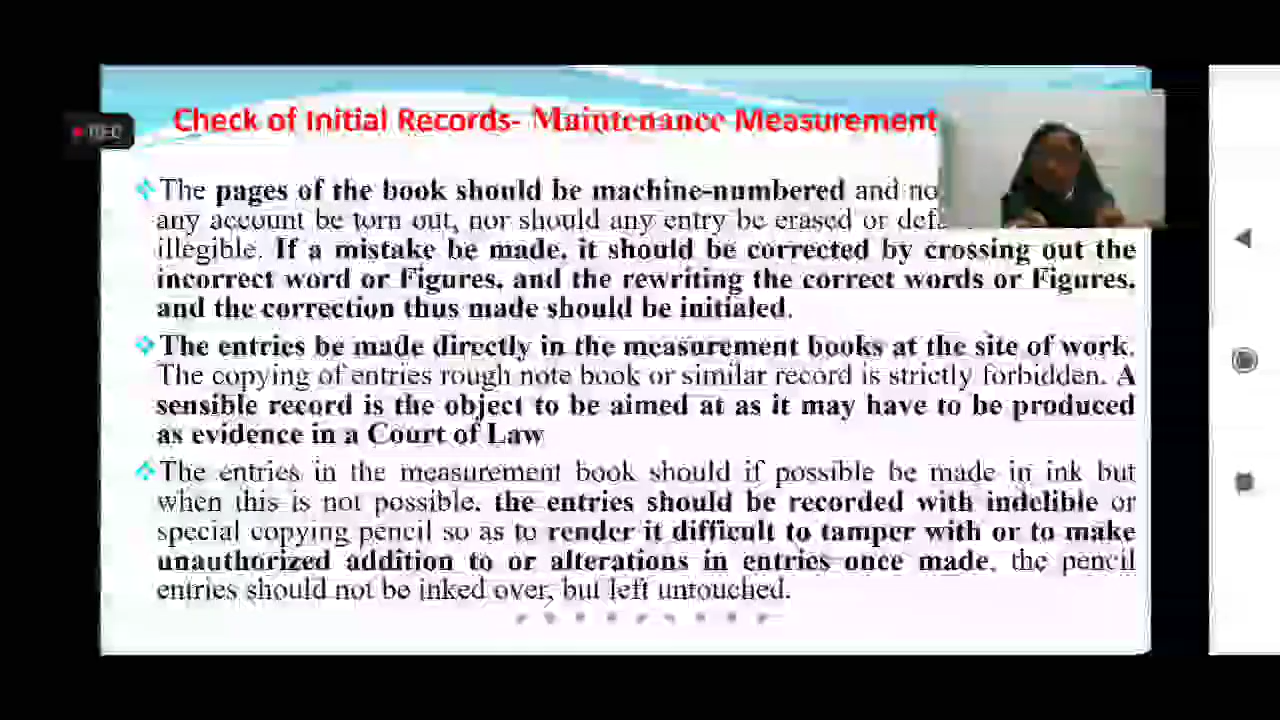 Check of Initial Records- Maintenance Measurement
REC
The pages of the book should be machine-numbered and no
any account be torn out, nor should any entry be erased or defa
illegible. If a mistake be made, it should be corrected by crossing out the
incorrect word or Figures, and the rewriting the correct words or Figures,
and the correction thus made should be initialed.
The entries be made directly in the measurement books at the site of work.
The copying of entries rough note book or similar record is strictly forbidden. A
sensible record is the object to be aimed at as it may have to be produced
as evidence in a Court of Law
The entries in the measurement book should if possible be made in ink but
when this is not possible, the entries should be recorded with indelible or
special copying pencil so as to render it difficult to tamper with or to make
unauthorized addition to or alterations in entries once made, the pencil
entries should not be inked over, but left untouched.